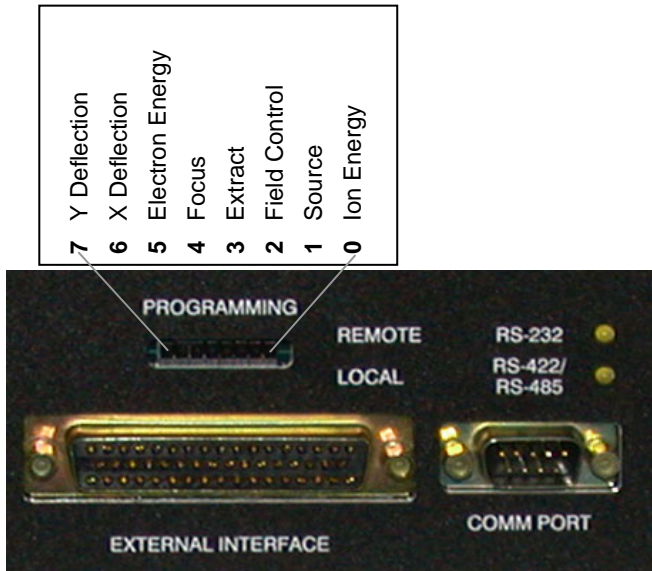 7 Y Deflection
6 X Deflection
5 Electron Energy
4 Focus
3 Extract
2 Field Control
1 Source
0 Ion Energy
PROGRAMMING
REMOTE
LOCAL
RS-232
RS-422/
RS-485
EXTERNAL INTERFACE
COMM PORT